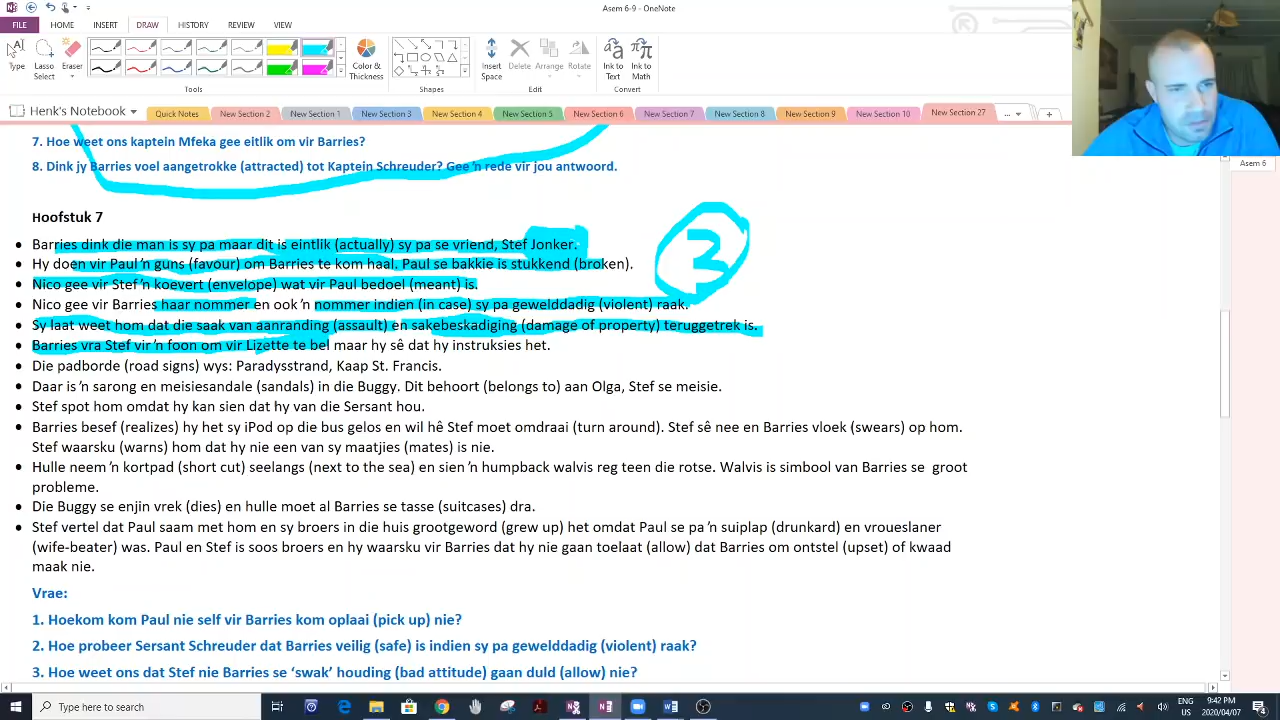 Asem 6-9 - OneNote
FILE HOME INSERT DRAW HISTORY REVIEW VIEW
Type Lasso Select Eraser Color & Thickness Insert Space Delete Arrange Rotate Ink to Text Ink to Math
Tools Shapes Edit Convert
Henk's Notebook Quick Notes New Section 2 New Section 1 New Section 3 New Section 4 New Section 5 New Section 6 New Section 7 New Section 8 New Section 9 New Section 10 New Section 27 ...
Asem 6
7. Hoe weet ons kaptein Mfeka gee eitlik om vir Barries?
8. Dink jy Barries voel aangetrokke (attracted) tot Kaptein Schreuder? Gee 'n rede vir jou antwoord.
Hoofstuk 7
3
• Barries dink die man is sy pa maar dit is eintlik (actually) sy pa se vriend, Stef Jonker.
• Hy doen vir Paul 'n guns (favour) om Barries te kom haal. Paul se bakkie is stukkend (broken).
• Nico gee vir Stef 'n koevert (envelope) wat vir Paul bedoel (meant) is.
• Nico gee vir Barries haar nommer en ook 'n nommer indien (in case) sy pa gewelddadig (violent) raak.
• Sy laat weet hom dat die saak van aanranding (assault) en sakebeskadiging (damage of property) teruggetrek is.
• Barries vra Stef vir 'n foon om vir Lizette te bel maar hy sê dat hy instruksies het.
• Die padborde (road signs) wys: Paradysstrand, Kaap St. Francis.
• Daar is 'n sarong en meisiesandale (sandals) in die Buggy. Dit behoort (belongs to) aan Olga, Stef se meisie.
• Stef spot hom omdat hy kan sien dat hy van die Sersant hou.
• Barries besef (realizes) hy het sy iPod op die bus gelos en wil hê Stef moet omdraai (turn around). Stef sê nee en Barries vloek (swears) op hom.
Stef waarsku (warns) hom dat hy nie een van sy maatjies (mates) is nie.
• Hulle neem 'n kortpad (short cut) seelangs (next to the sea) en sien 'n humpback walvis reg teen die rotse. Walvis is simbool van Barries se groot
probleme.
• Die Buggy se enjin vrek (dies) en hulle moet al Barries se tasse (suitcases) dra.
• Stef vertel dat Paul saam met hom en sy broers in die huis grootgeword (grew up) het omdat Paul se pa 'n suiplap (drunkard) en vroueslaner
(wife-beater) was. Paul en Stef is soos broers en hy waarsku vir Barries dat hy nie gaan toelaat (allow) dat Barries om ontstel (upset) of kwaad
maak nie.
Vrae:
1. Hoekom kom Paul nie self vir Barries kom oplaai (pick up) nie?
2. Hoe probeer Sersant Schreuder dat Barries veilig (safe) is indien sy pa gewelddadig (violent) raak?
3. Hoe weet ons dat Stef nie Barries se 'swak' houding (bad attitude) gaan duld (allow) nie?
Type here to search
ENG 9:42 PM
US 2020/04/07